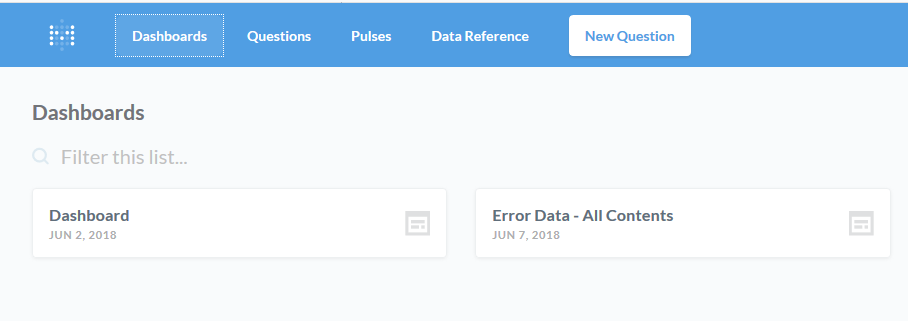 Dashboards Questions Pulses Data Reference New Question
Dashboards
Filter this list...
Dashboard
JUN 2, 2018
Error Data - All Contents
JUN 7, 2018